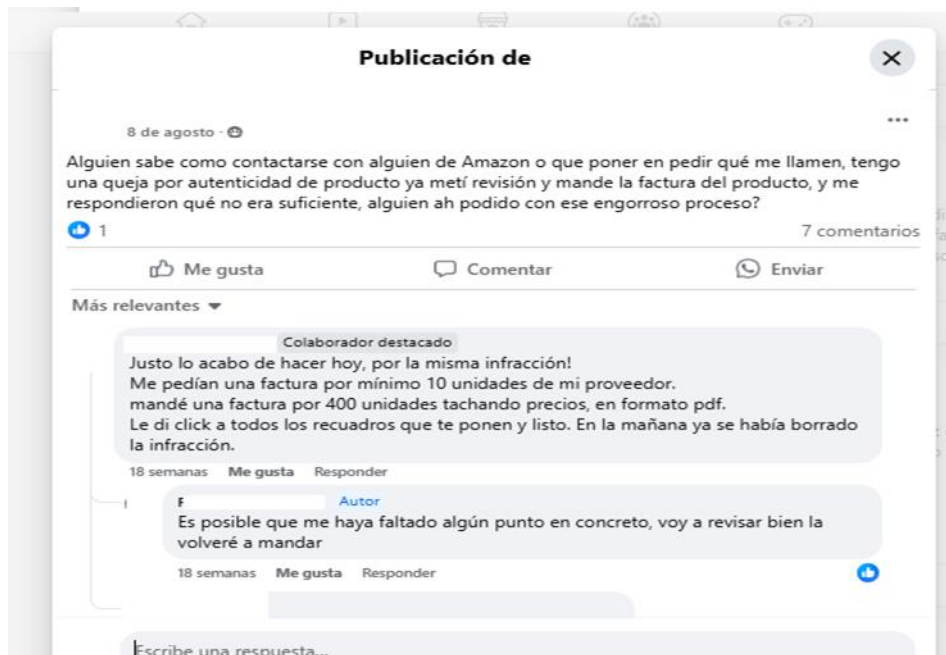 Publicación de
8 de agosto ·
Alguien sabe como contactarse con alguien de Amazon o que poner en pedir qué me llamen, tengo
una queja por autenticidad de producto ya metí revisión y mande la factura del producto, y me
respondieron qué no era suficiente, alguien ah podido con ese engorroso proceso?
1
7 comentarios
Me gusta
Comentar
Enviar
Más relevantes
Colaborador destacado
Justo lo acabo de hacer hoy, por la misma infracción!
Me pedían una factura por mínimo 10 unidades de mi proveedor.
mandé una factura por 400 unidades tachando precios, en formato pdf.
Le di click a todos los recuadros que te ponen y listo. En la mañana ya se había borrado
la infracción.
18 semanas Me gusta Responder
Autor
Es posible que me haya faltado algún punto en concreto, voy a revisar bien la
volveré a mandar
18 semanas Me gusta Responder
Escribe una respuesta...